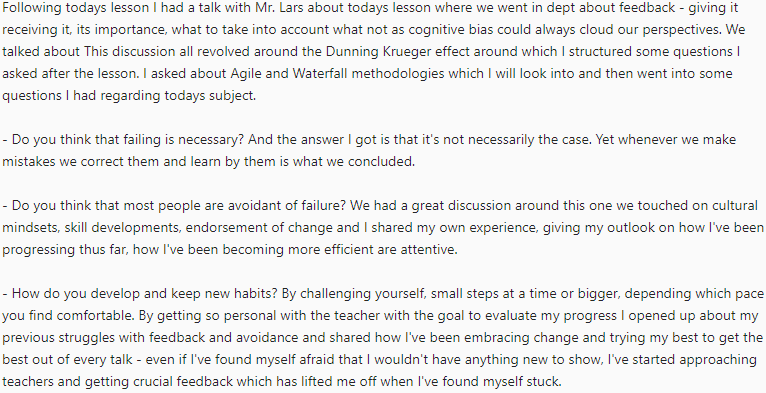 Following todays lesson I had a talk with Mr. Lars about todays lesson where we went in dept about feedback - giving it
receiving it, its importance, what to take into account what not as cognitive bias could always cloud our perspectives. We
talked about This discussion all revolved around the Dunning Krueger effect around which I structured some questions I
asked after the lesson. I asked about Agile and Waterfall methodologies which I will look into and then went into some
questions I had regarding todays subject.

- Do you think that failing is necessary? And the answer I got is that it's not necessarily the case. Yet whenever we make
mistakes we correct them and learn by them is what we concluded.

- Do you think that most people are avoidant of failure? We had a great discussion around this one we touched on cultural
mindsets, skill developments, endorsement of change and I shared my own experience, giving my outlook on how I've been
progressing thus far, how I've been becoming more efficient are attentive.

- How do you develop and keep new habits? By challenging yourself, small steps at a time or bigger, depending which pace
you find comfortable. By getting so personal with the teacher with the goal to evaluate my progress I opened up about my
previous struggles with feedback and avoidance and shared how I've been embracing change and trying my best to get the
best out of every talk - even if I've found myself afraid that I wouldn't have anything new to show, I've started approaching
teachers and getting crucial feedback which has lifted me off when I've found myself stuck.